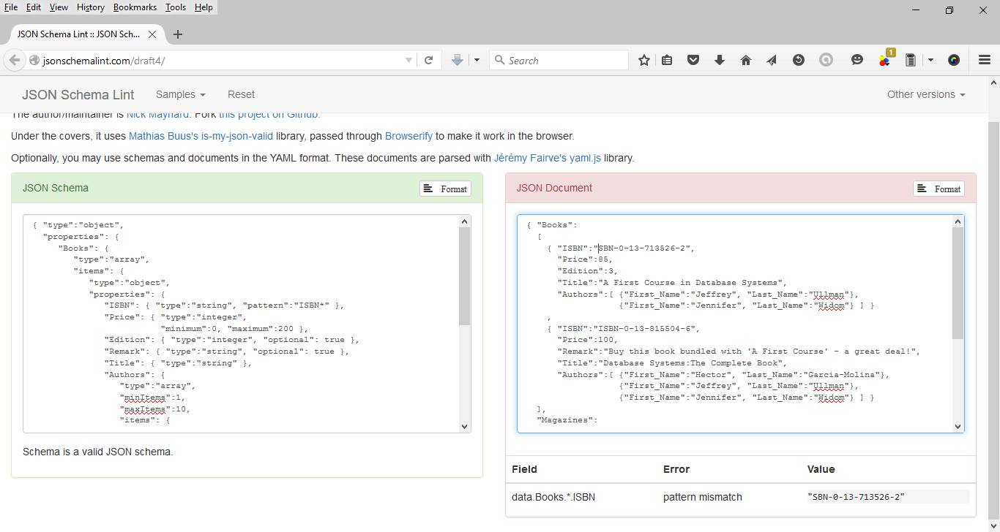 File Edit View History Bookmarks Tools Help
JSON Schema Lint :: JSON Sch...
jsonschemalint.com/draft4/
Search
1
JSON Schema Lint Samples Reset Other versions
The author/maintainer is Nick Maynard. Fork this project on Github.
Under the covers, it uses Mathias Buus's is-my-json-valid library, passed through Browserify to make it work in the browser.
Optionally, you may use schemas and documents in the YAML format. These documents are parsed with Jérémy Fairve's yaml.js library.
JSON Schema Format
{ "type":"object",
"properties": {
"Books": {
"type":"array",
"items": {
"type":"object",
"properties": {
"ISBN": { "type":"string", "pattern":"ISBN*" },
"Price": { "type":"integer",
"minimum":0, "maximum":200 },
"Edition": { "type":"integer", "optional": true },
"Remark": { "type":"string", "optional": true },
"Title": { "type":"string" },
"Authors": {
"type":"array",
"minItems":1,
"maxItems":10,
"items": {
Schema is a valid JSON schema.
JSON Document Format
{ "Books":
[
{ "ISBN":"SBN-0-13-713526-2",
"Price":85,
"Edition":3,
"Title":"A First Course in Database Systems",
"Authors":[ {"First_Name":"Jeffrey", "Last_Name":"Ullman"},
{"First_Name":"Jennifer", "Last_Name":"Widom"} ] }
,
{ "ISBN":"ISBN-0-13-815504-6",
"Price":100,
"Remark":"Buy this book bundled with 'A First Course' - a great deal!",
"Title":"Database Systems:The Complete Book",
"Authors":[ {"First_Name":"Hector", "Last_Name":"Garcia-Molina"},
{"First_Name":"Jeffrey", "Last_Name":"Ullman"},
{"First_Name":"Jennifer", "Last_Name":"Widom"} ] }
],
"Magazines":
Field Error Value
data.Books.*.ISBN pattern mismatch "SBN-0-13-713526-2"